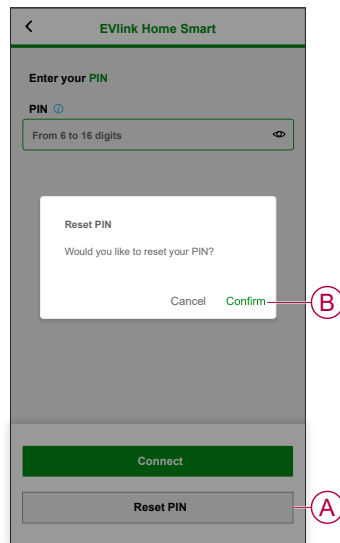 EVlink Home Smart
Enter your PIN
PIN
From 6 to 16 digits
Reset PIN
Would you like to reset your PIN?
Cancel Confirm
B
Connect
Reset PIN
A